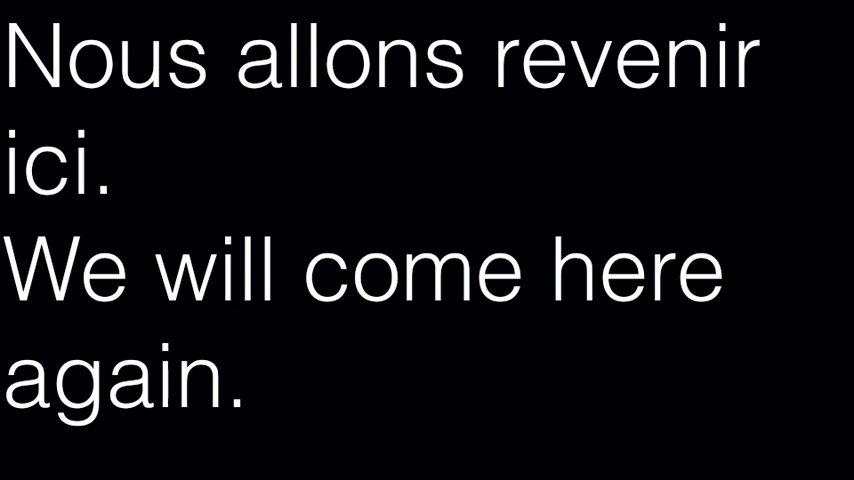 Nous allons revenir
ici.
We will come here
again.